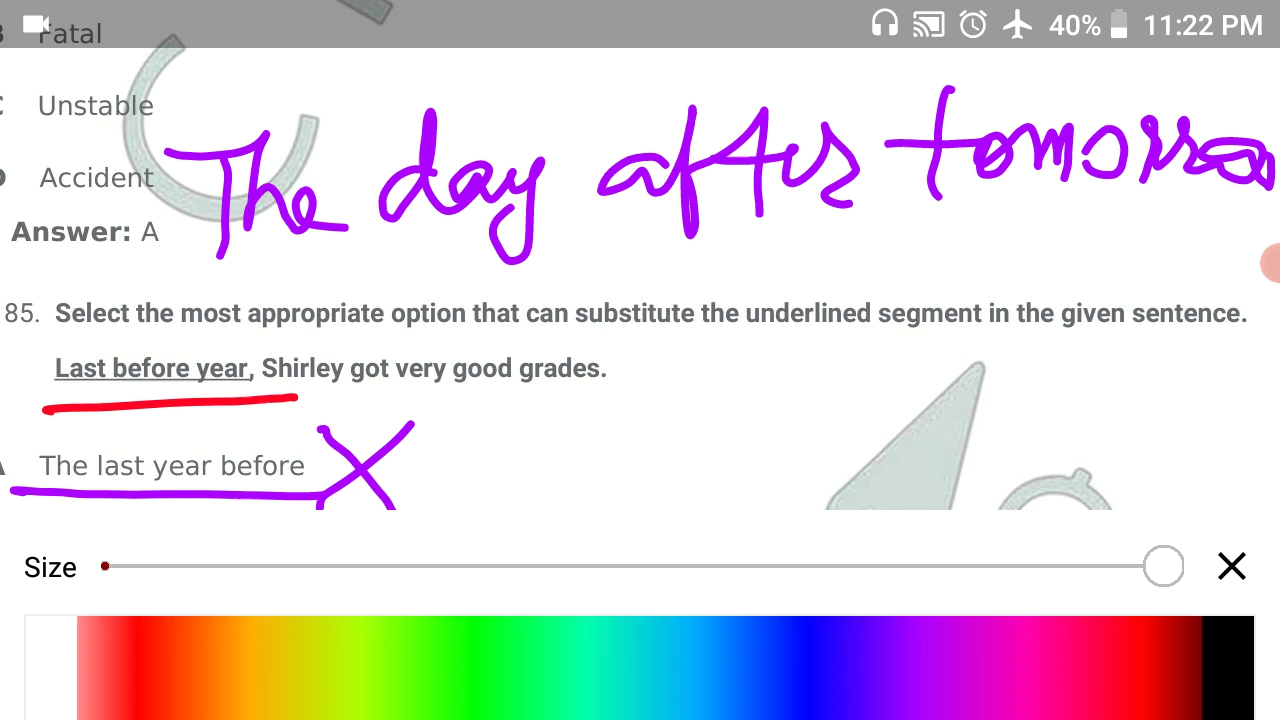 Fatal
40% 11:22 PM
Unstable
Accident
Answer: A
The day after tomorrow
85. Select the most appropriate option that can substitute the underlined segment in the given sentence.
Last before year, Shirley got very good grades.
The last year before
Size